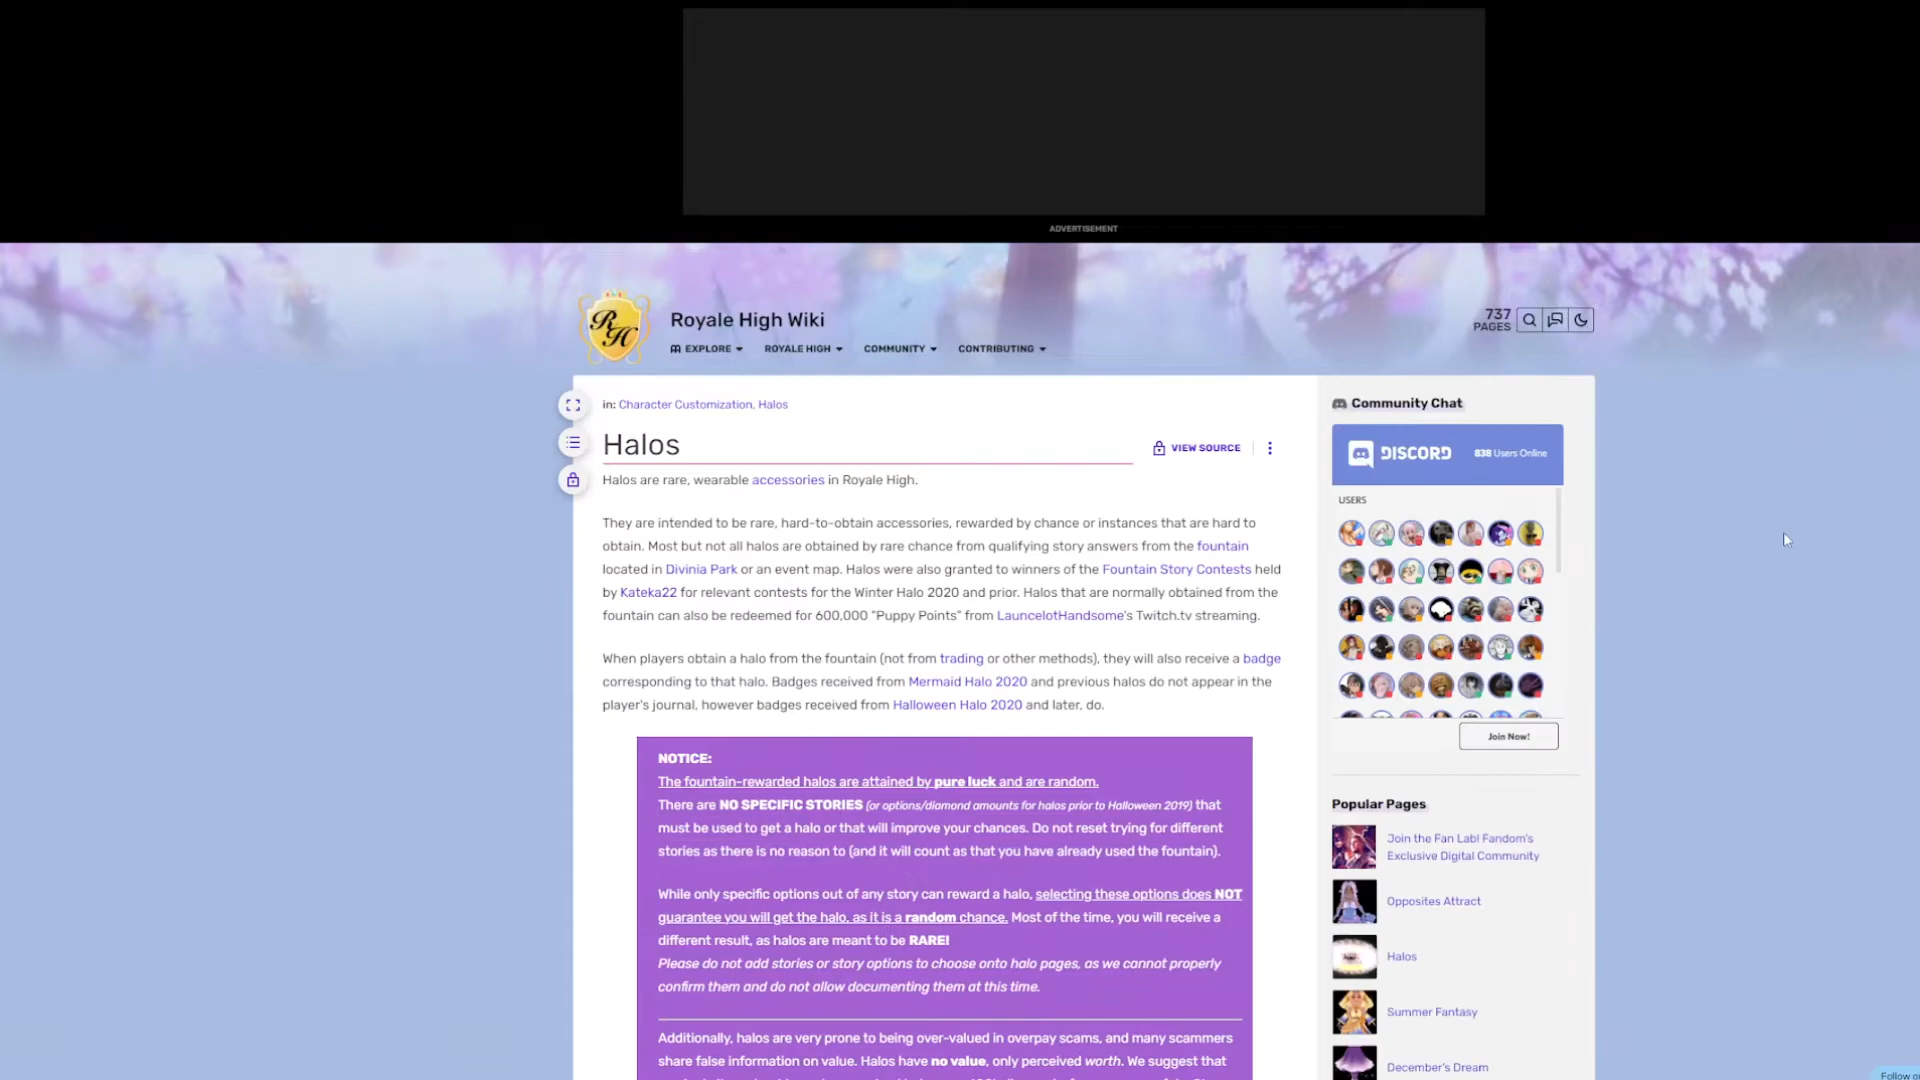 ADVERTISEMENT
RH
Royale High Wiki
737
PAGES
EXPLORE
ROYALE HIGH
COMMUNITY
CONTRIBUTING
in: Character Customization, Halos
Halos
VIEW SOURCE
Halos are rare, wearable accessories in Royale High.
They are intended to be rare, hard-to-obtain accessories, rewarded by chance or instances that are hard to
obtain. Most but not all halos are obtained by rare chance from qualifying story answers from the fountain
located in Divinia Park or an event map. Halos were also granted to winners of the Fountain Story Contests held
by Kateka22 for relevant contests for the Winter Halo 2020 and prior. Halos that are normally obtained from the
fountain can also be redeemed for 600,000 "Puppy Points" from LauncelotHandsome's Twitch.tv streaming.
When players obtain a halo from the fountain (not from trading or other methods), they will also receive a badge
corresponding to that halo. Badges received from Mermaid Halo 2020 and previous halos do not appear in the
player's journal, however badges received from Halloween Halo 2020 and later, do.
NOTICE:
The fountain-rewarded halos are attained by pure luck and are random.
There are NO SPECIFIC STORIES (or options/diamond amounts for halos prior to Halloween 2019) that
must be used to get a halo or that will improve your chances. Do not reset trying for different
stories as there is no reason to (and it will count as that you have already used the fountain).
While only specific options out of any story can reward a halo, selecting these options does NOT
guarantee you will get the halo, as it is a random chance. Most of the time, you will receive a
different result, as halos are meant to be RARE!
Please do not add stories or story options to choose onto halo pages, as we cannot properly
confirm them and do not allow documenting them at this time.
Additionally, halos are very prone to being over-valued in overpay scams, and many scammers
share false information on value. Halos have no value, only perceived worth. We suggest that
Community Chat
DISCORD
838 Users Online
USERS
Join Now!
Popular Pages
Join the Fan Lab! Fandom's
Exclusive Digital Community
Opposites Attract
Halos
Summer Fantasy
December's Dream
Follow